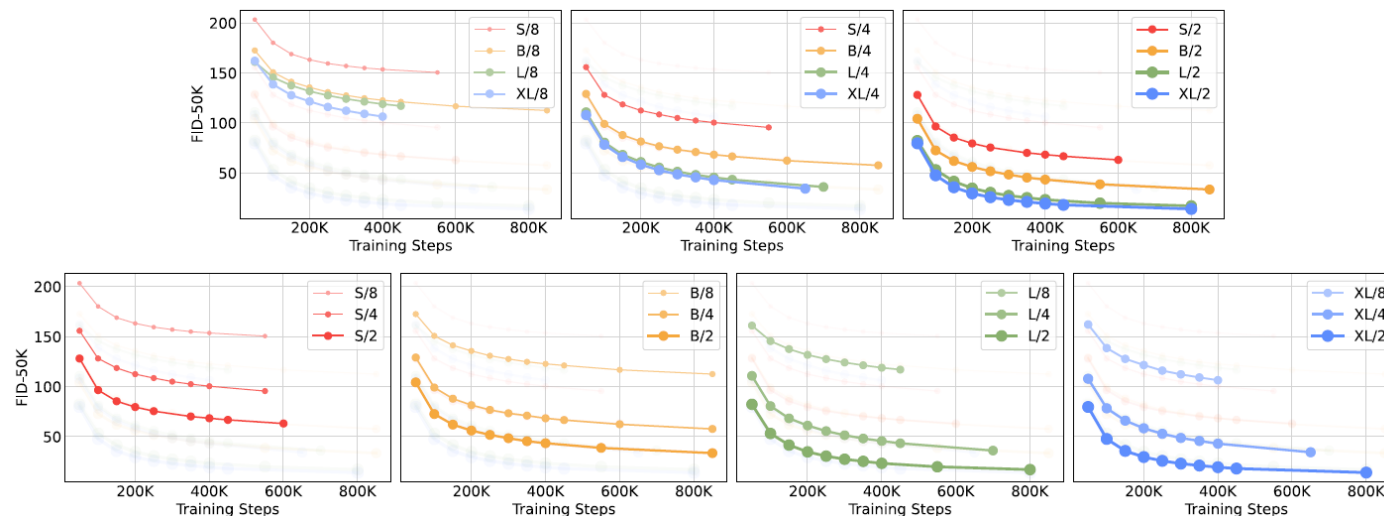 FID-50K
200
150
100
50
S/8
B/8
L/8
XL/8
200K 400K 600K 800K
Training Steps
S/4
B/4
L/4
XL/4
200K 400K 600K 800K
Training Steps
S/2
B/2
L/2
XL/2
200K 400K 600K 800K
Training Steps
FID-50K
200
150
100
50
S/8
S/4
S/2
200K 400K 600K 800K
Training Steps
B/8
B/4
B/2
200K 400K 600K 800K
Training Steps
L/8
L/4
L/2
200K 400K 600K 800K
Training Steps
XL/8
XL/4
XL/2
200K 400K 600K 800K
Training Steps